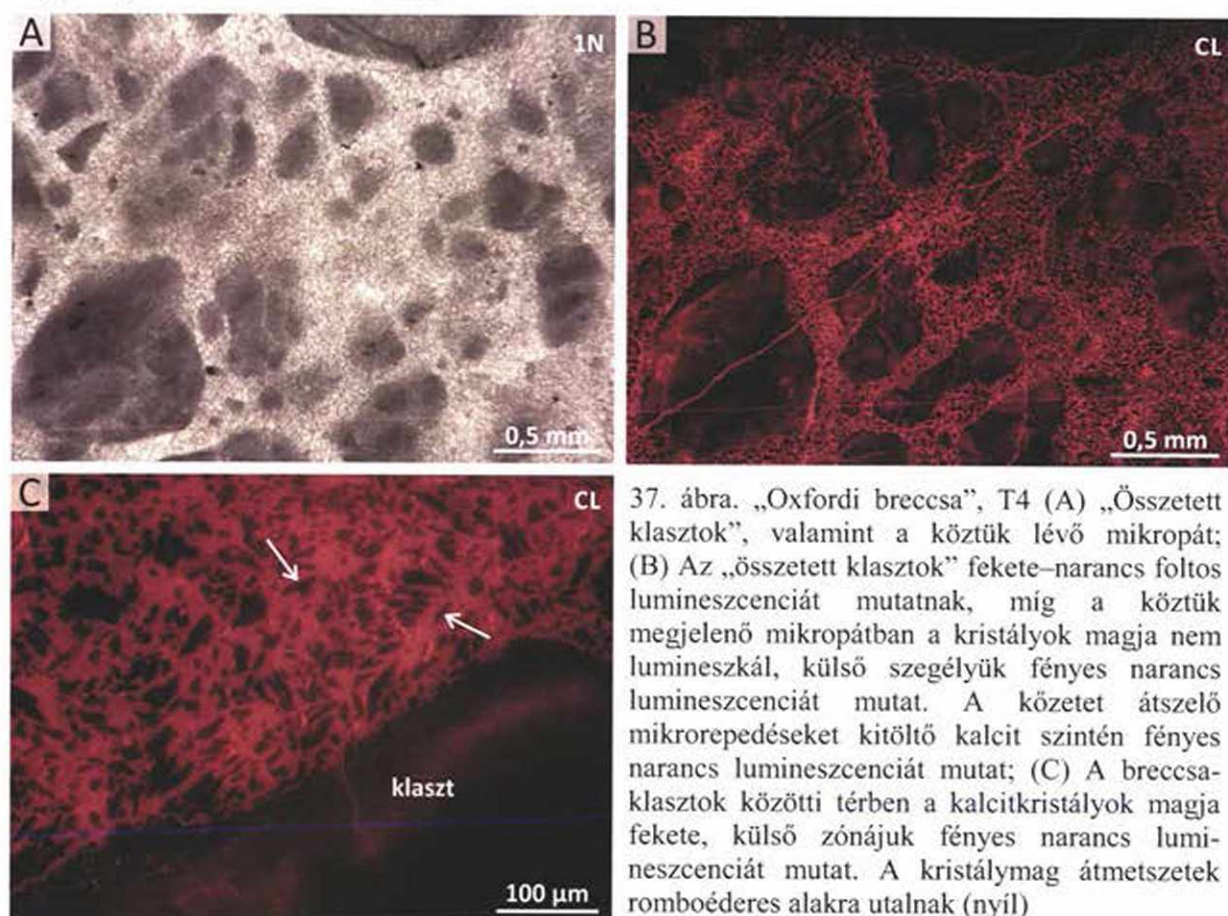 A
1N
0,5 mm
B
CL
0,5 mm
C
CL
klaszt
100 µm
37. ábra. „Oxfordi breccsa”, T4 (A) „Összetett
klasztok”, valamint a köztük lévő mikropát;
(B) Az „összetett klasztok” fekete–narancs foltos
lumineszcenciát mutatnak, míg a köztük
megjelenő mikropátban a kristályok magja nem
lumineszkál, külső szegélyük fényes narancs
lumineszcenciát mutat. A kőzetet átszelő
mikrorepedéseket kitöltő kalcit szintén fényes
narancs lumineszcenciát mutat; (C) A breccsa-
klasztok közötti térben a kalcitkristályok magja
fekete, külső zónájuk fényes narancs lumi-
neszcenciát mutat. A kristálymag átmetszetek
romboéderes alakra utalnak (nyíl)